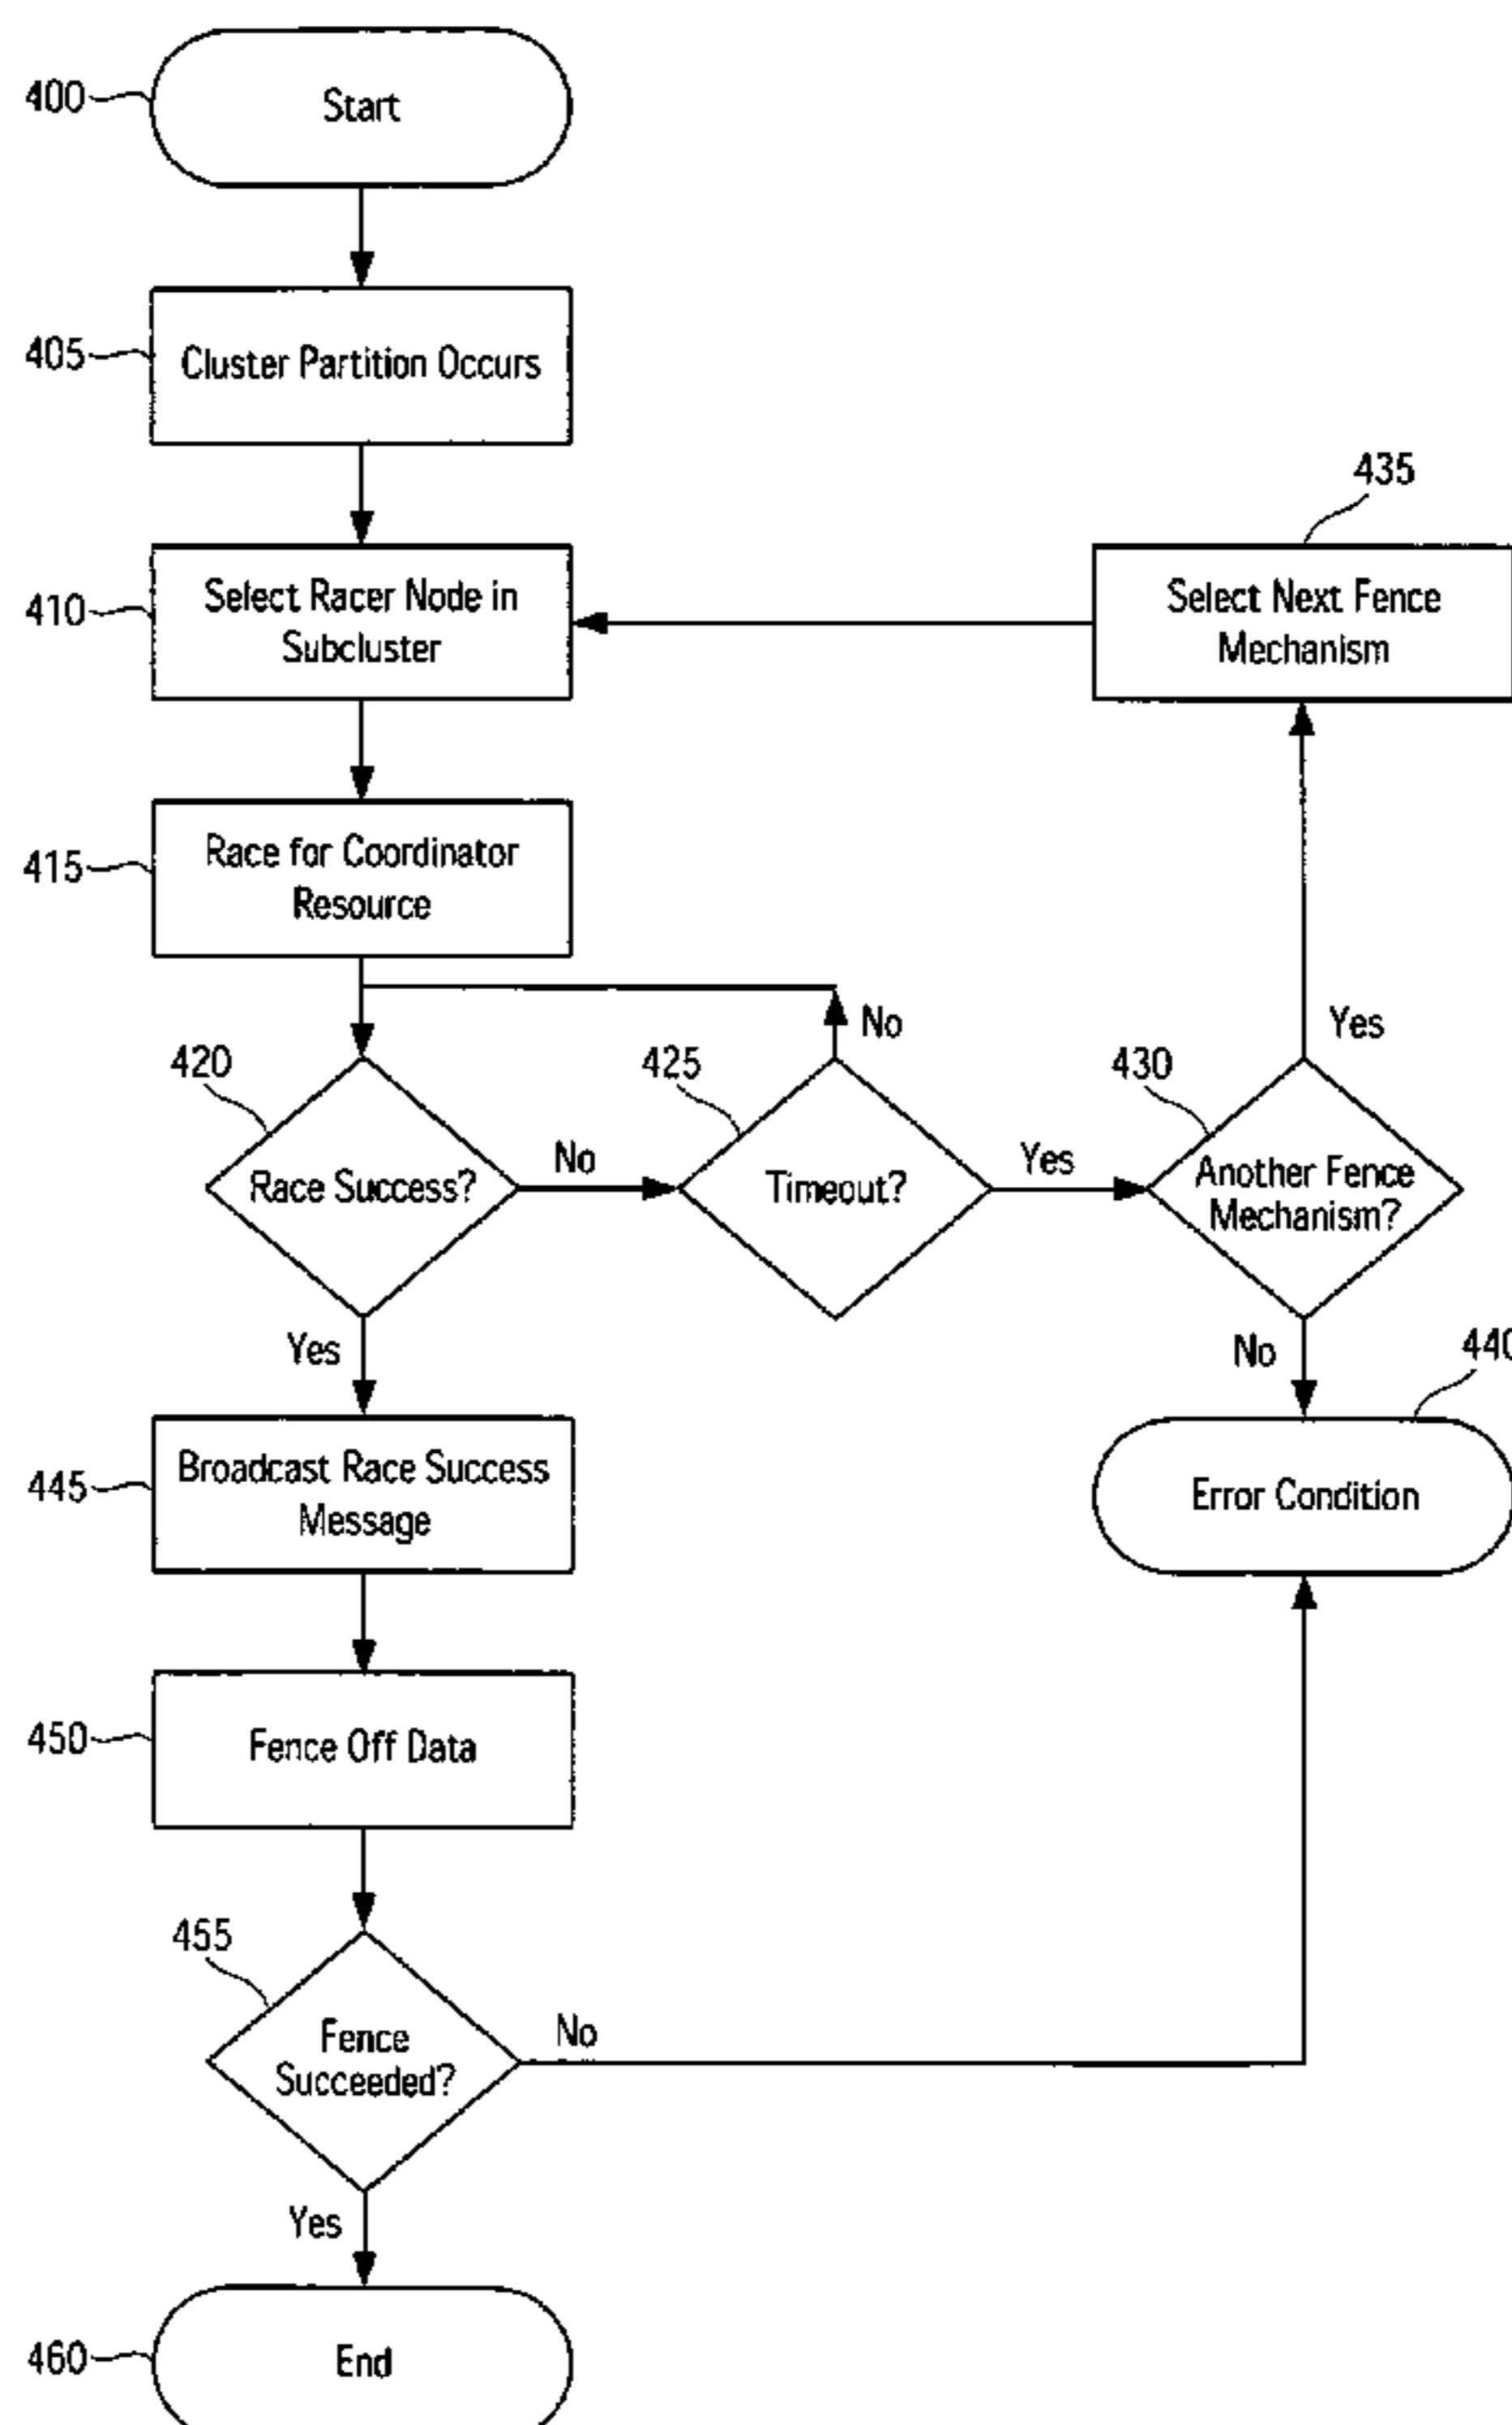 400
Start
405
Cluster Partition Occurs
435
410
Select Racer Node in
Subcluster
Select Next Fence
Mechanism
415
Race for Coordinator
Resource
No
Yes
420
425
430
Race Success?
No
Timeout?
Yes
Another Fence
Mechanism?
Yes
No
440
445
Broadcast Race Success
Message
Error Condition
450
Fence Off Data
455
Fence
Succeeded?
No
Yes
460
End